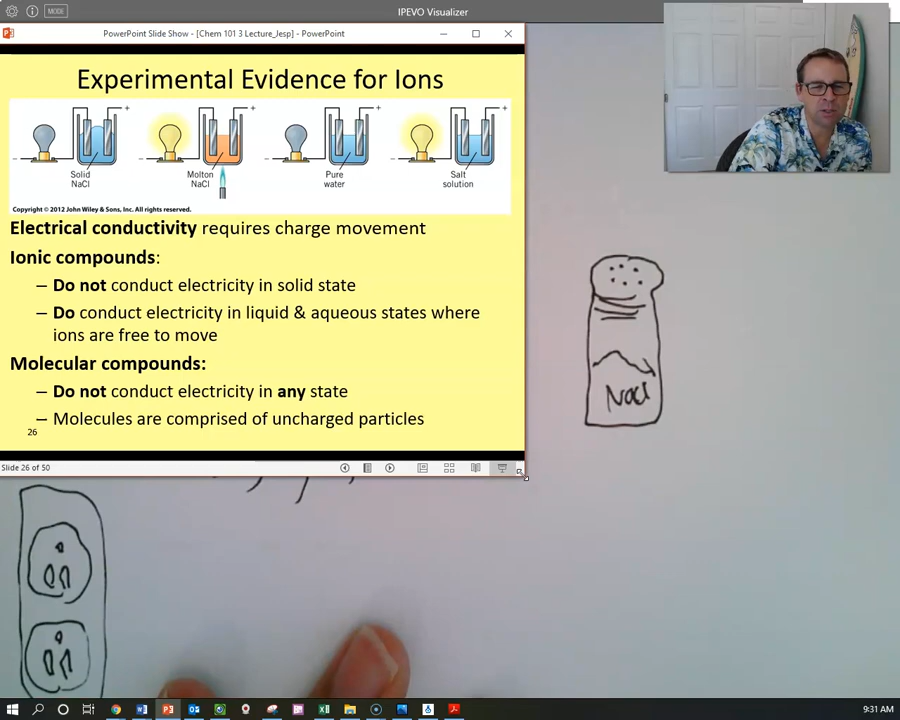 MODE
IPEVO Visualizer
PowerPoint Slide Show - [Chem 101 3 Lecture_Jesp] - PowerPoint
Experimental Evidence for Ions
+ + + +
Solid
NaCl
Molton
NaCl
Pure
water
Salt
solution
Copyright © 2012 John Wiley & Sons, Inc. All rights reserved.
Electrical conductivity requires charge movement
Ionic compounds:
– Do not conduct electricity in solid state
– Do conduct electricity in liquid & aqueous states where
ions are free to move
Molecular compounds:
– Do not conduct electricity in any state
– Molecules are comprised of uncharged particles
26
Slide 26 of 50
NaCl
9:31 AM